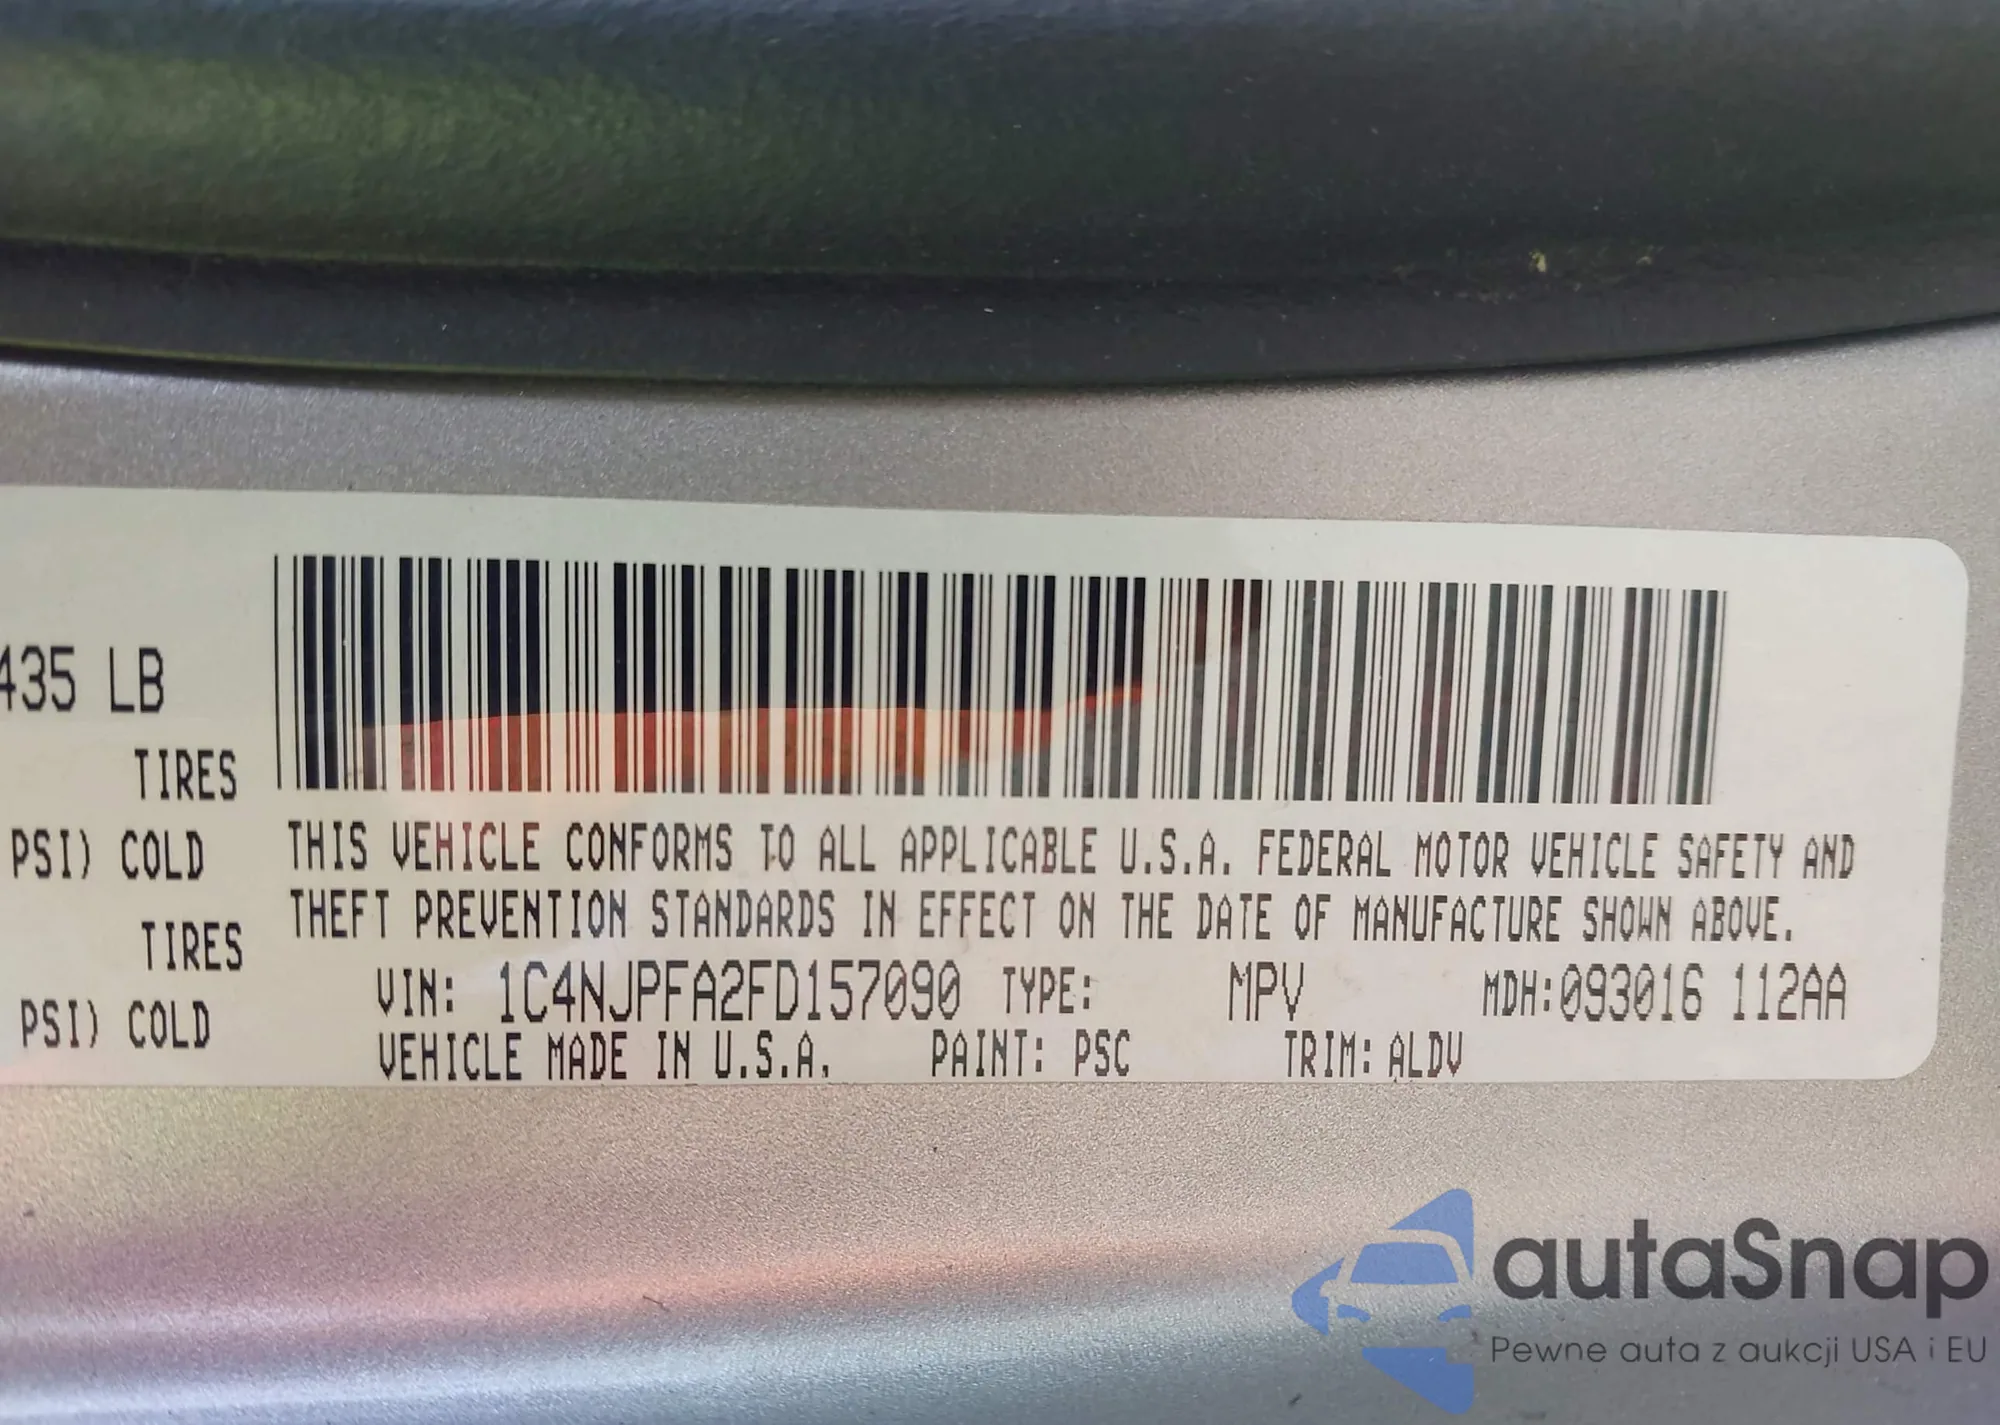 435 LB
TIRES
PSI) COLD
TIRES
PSI) COLD
THIS VEHICLE CONFORMS TO ALL APPLICABLE U.S.A. FEDERAL MOTOR VEHICLE SAFETY AND
THEFT PREVENTION STANDARDS IN EFFECT ON THE DATE OF MANUFACTURE SHOWN ABOVE.
VIN: 1C4NJPFA2FD157090 TYPE: MPV MDH:093016 112AA
VEHICLE MADE IN U.S.A. PAINT: PSC TRIM: ALDV
autaSnap
Pewne auta z aukcji USA i EU